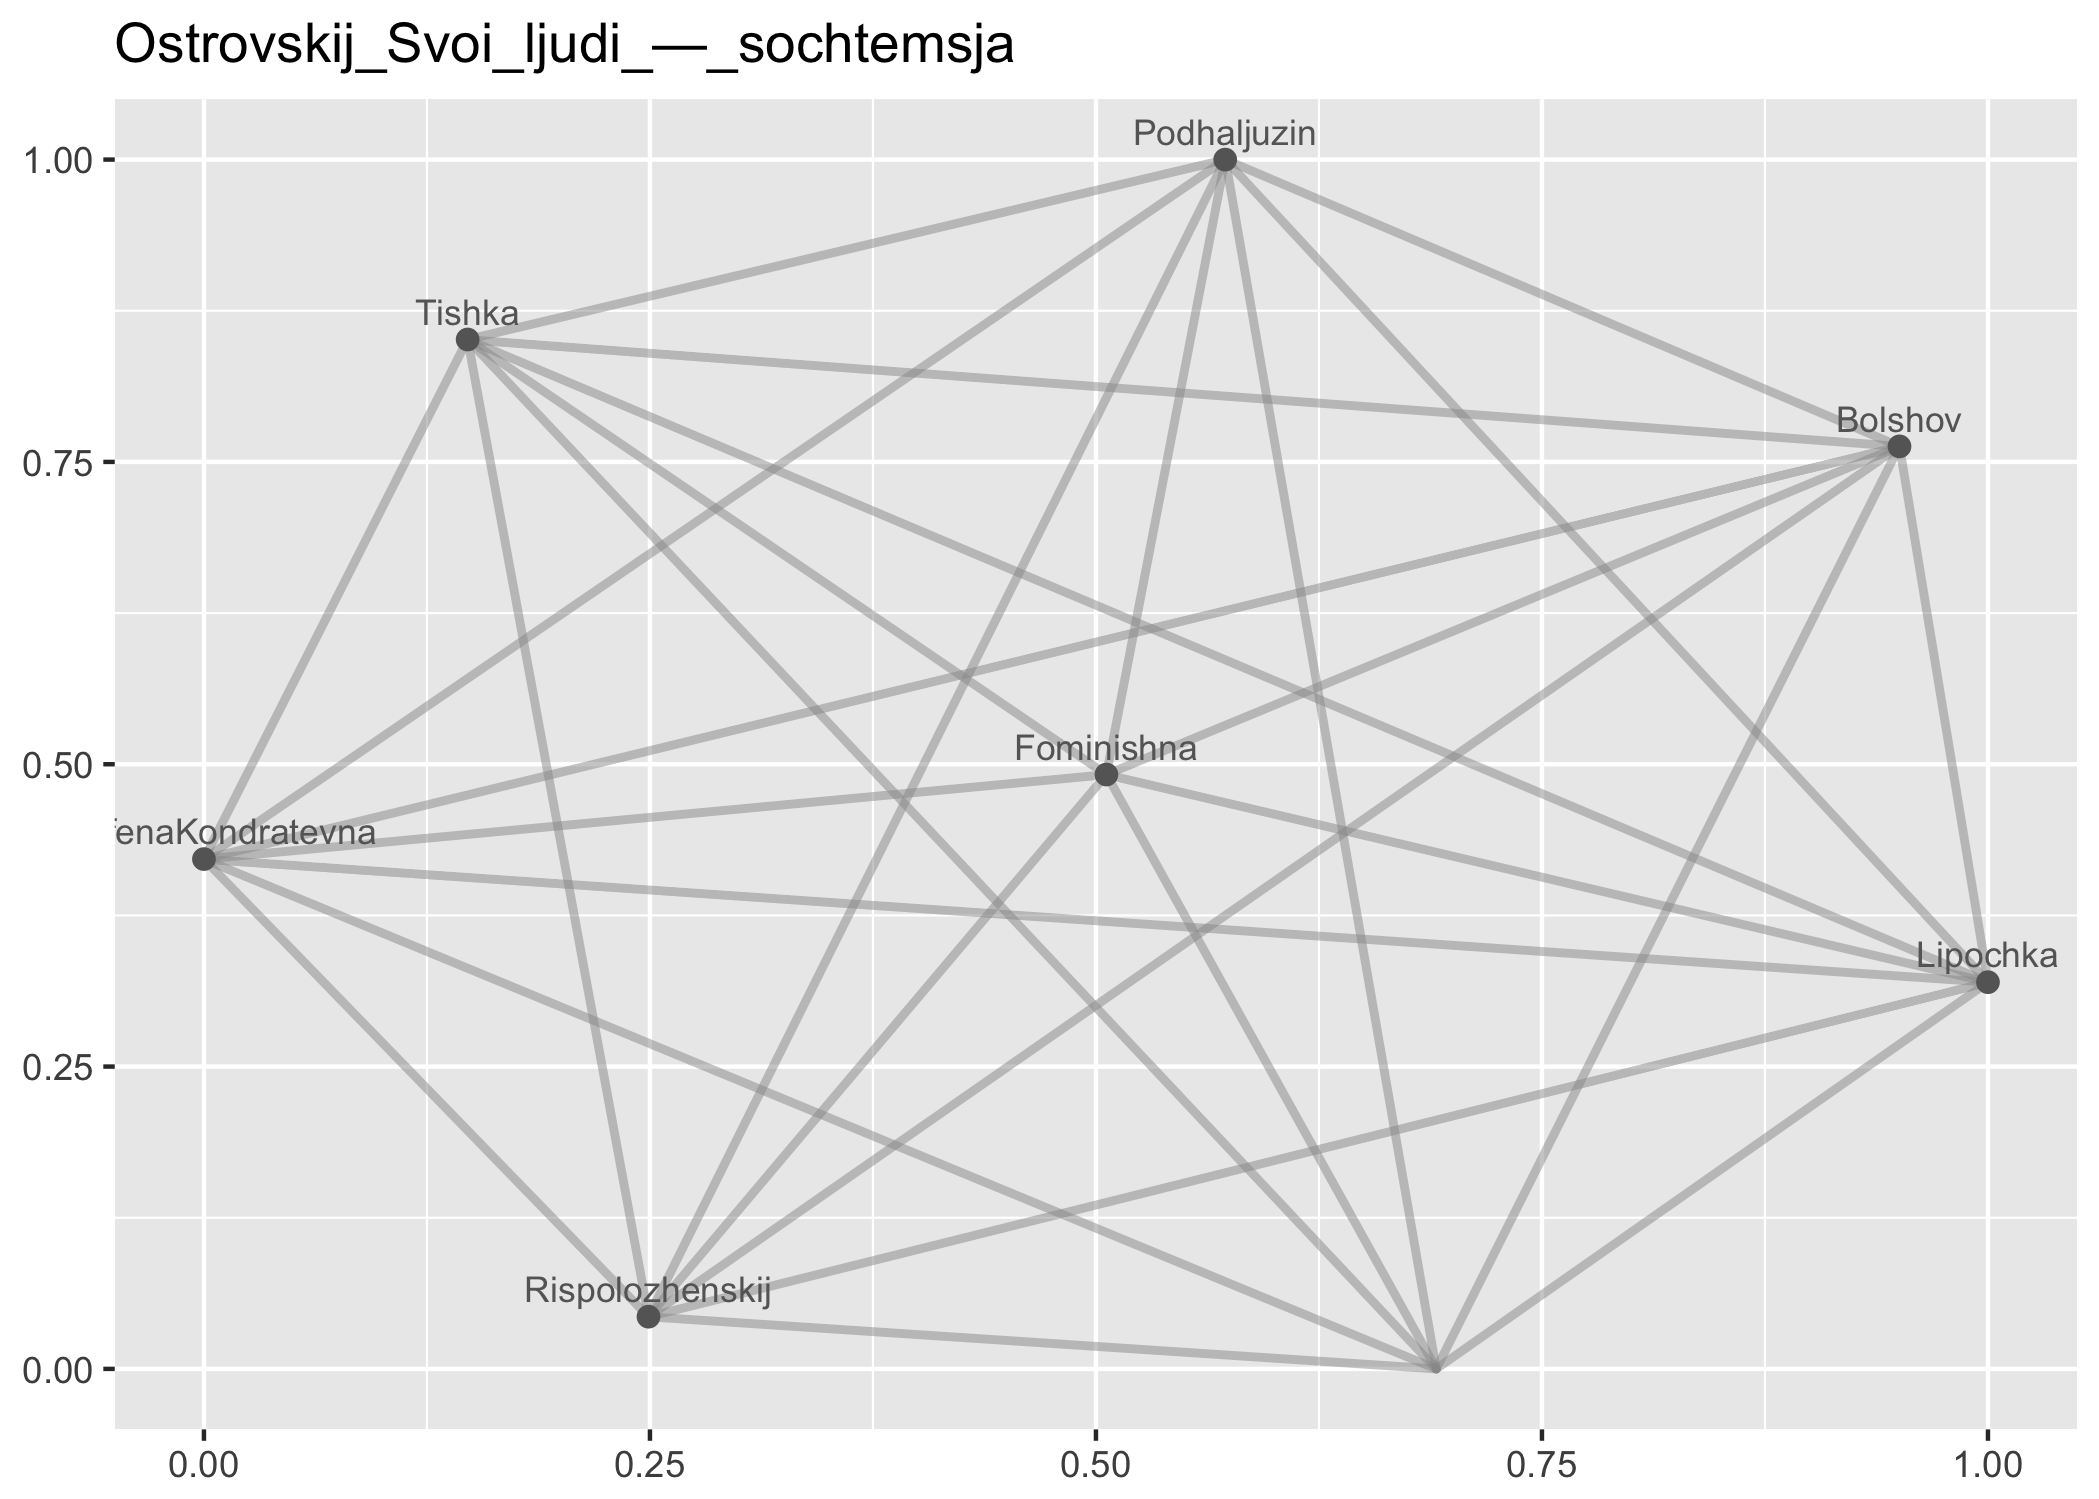 Ostrovskij_Svoi_ljudi_—_sochtemsja
Podhaljuzin
1.00
Tishka
Bolshov
0.75
Fominishna
0.50
fenaKondratevna
Lipochka
0.25
Rispolozhenskij
0.00
0.00 0.25 0.50 0.75 1.00